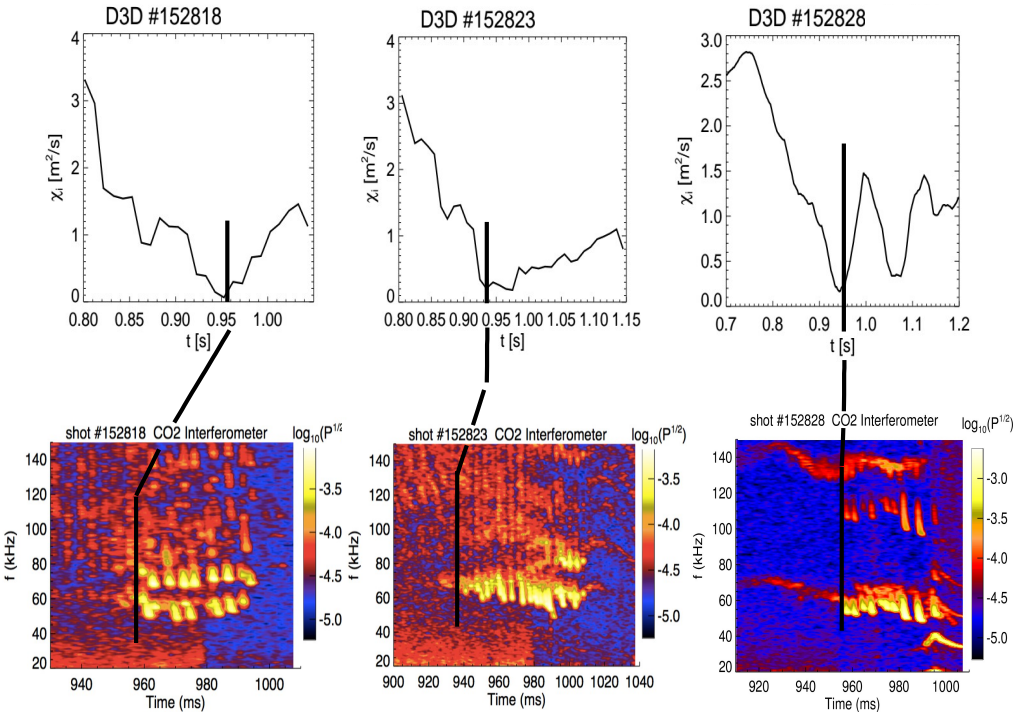 D3D #152818
D3D #152823
D3D #152828
4
3
2
1
0
χi [m²/s]
0.80 0.85 0.90 0.95 1.00
t [s]
4
3
2
1
0
χi [m²/s]
0.80 0.85 0.90 0.95 1.00 1.05 1.10 1.15
t [s]
3.0
2.5
2.0
1.5
1.0
0.5
0.0
χi [m²/s]
0.7 0.8 0.9 1.0 1.1 1.2
t [s]
shot #152818 CO2 Interferometer log10(P^1/2
140
120
100
80
60
40
20
f (kHz)
940 960 980 1000
Time (ms)
-3.5
-4.0
-4.5
-5.0
shot #152823 CO2 Interferometer log10(P^1/2)
140
120
100
80
60
40
20
f (kHz)
900 920 940 960 980 1000 1020 1040
Time (ms)
-3.5
-4.0
-4.5
-5.0
shot #152828 CO2 Interferometer log10(P^1/2)
140
120
100
80
60
40
20
f (kHz)
920 940 960 980 1000
Time (ms)
-3.0
-3.5
-4.0
-4.5
-5.0